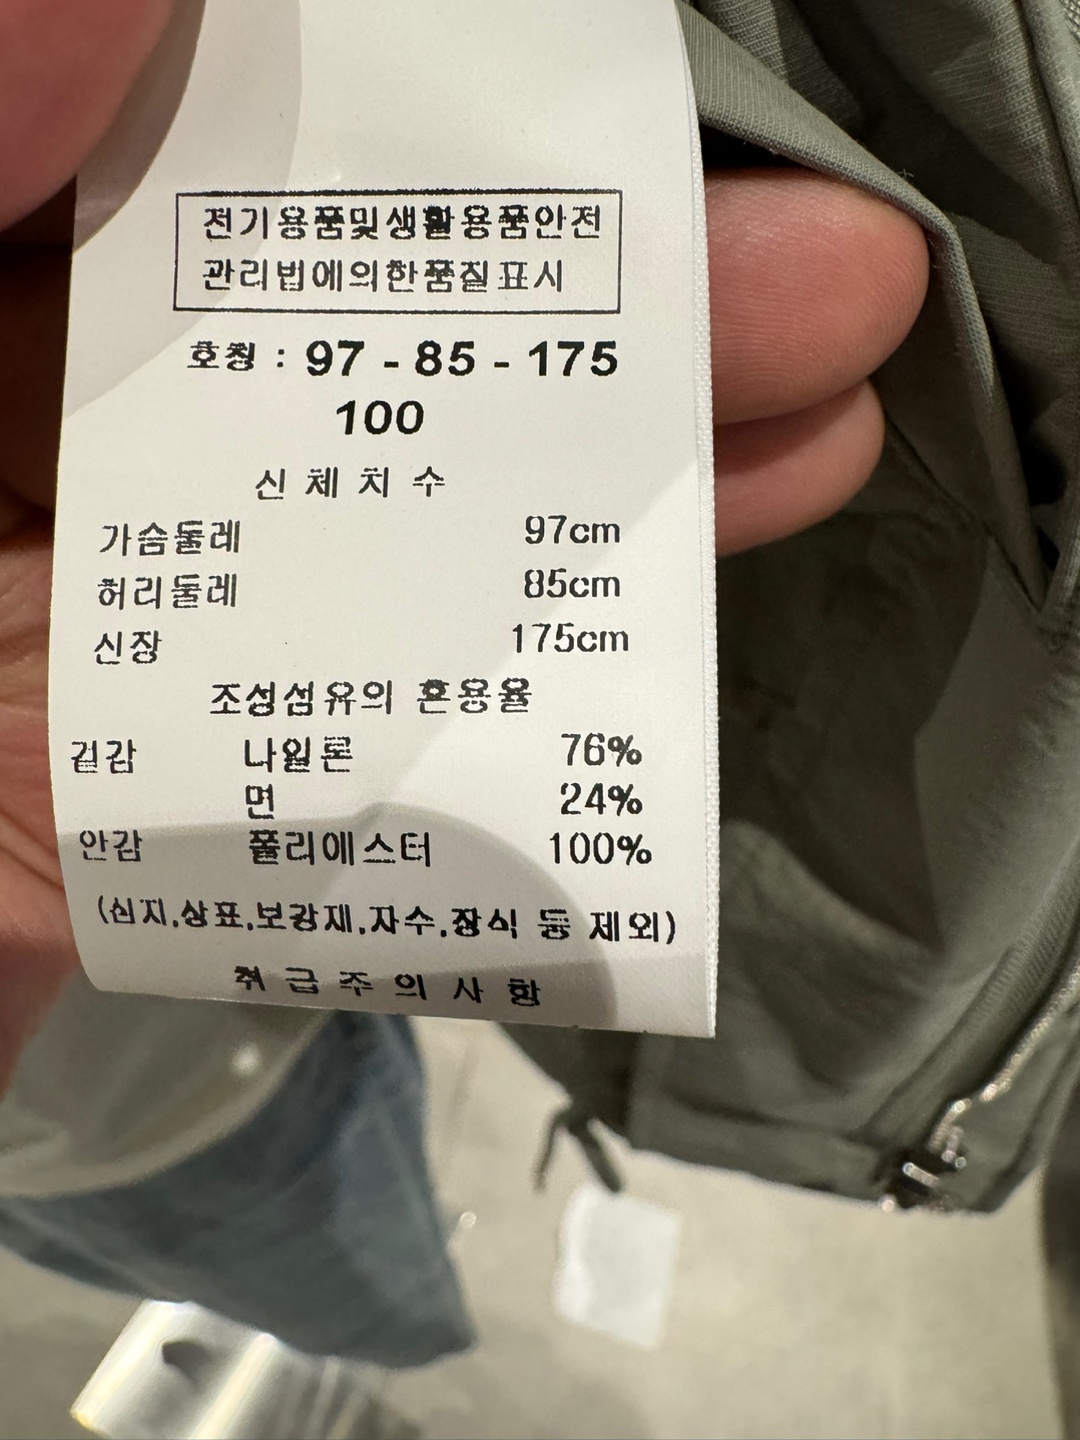 전기용품및생활용품안전
관리법에의한품질표시
호칭 : 97 - 85 - 175
100
신체치수
가슴둘레 97cm
허리둘레 85cm
신장 175cm
조성섬유의 혼용율
겉감 나일론 76%
면 24%
안감 폴리에스터 100%
(심지,상표,보강재,자수,장식 등 제외)
취급주의사항